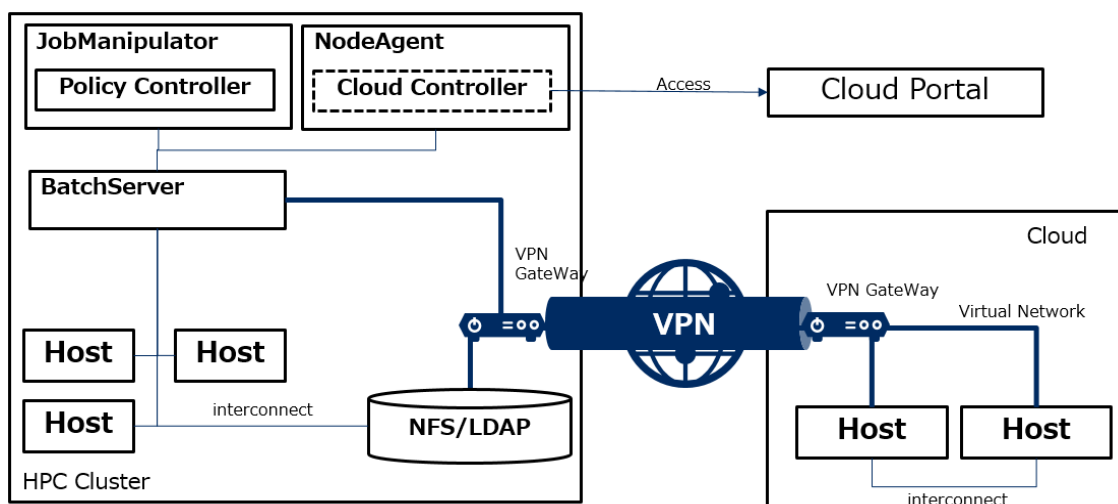 JobManipulator
Policy Controller
NodeAgent
Cloud Controller
Access
Cloud Portal
BatchServer
VPN
GateWay
VPN
Cloud
VPN GateWay
Virtual Network
Host
Host
Host
interconnect
NFS/LDAP
HPC Cluster
Host
Host
interconnect